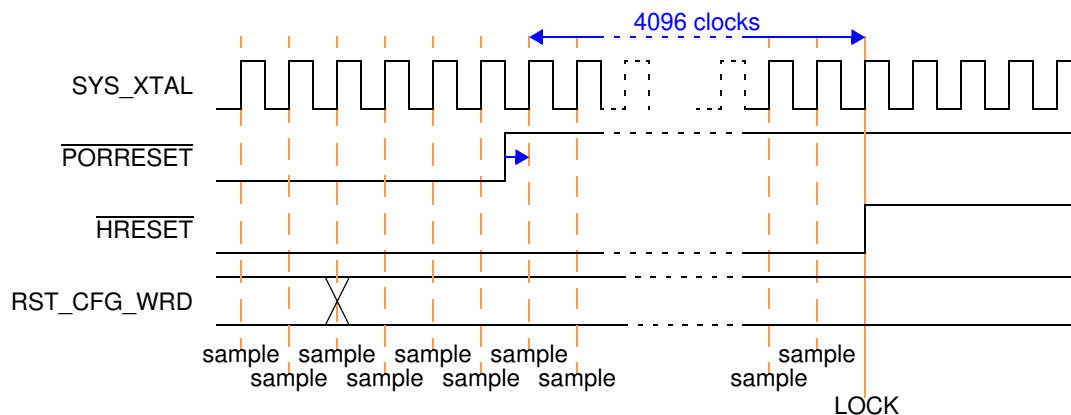 4096 clocks
SYS_XTAL
PORRESET
HRESET
RST_CFG_WRD
sample sample sample sample sample
sample sample sample sample sample
LOCK